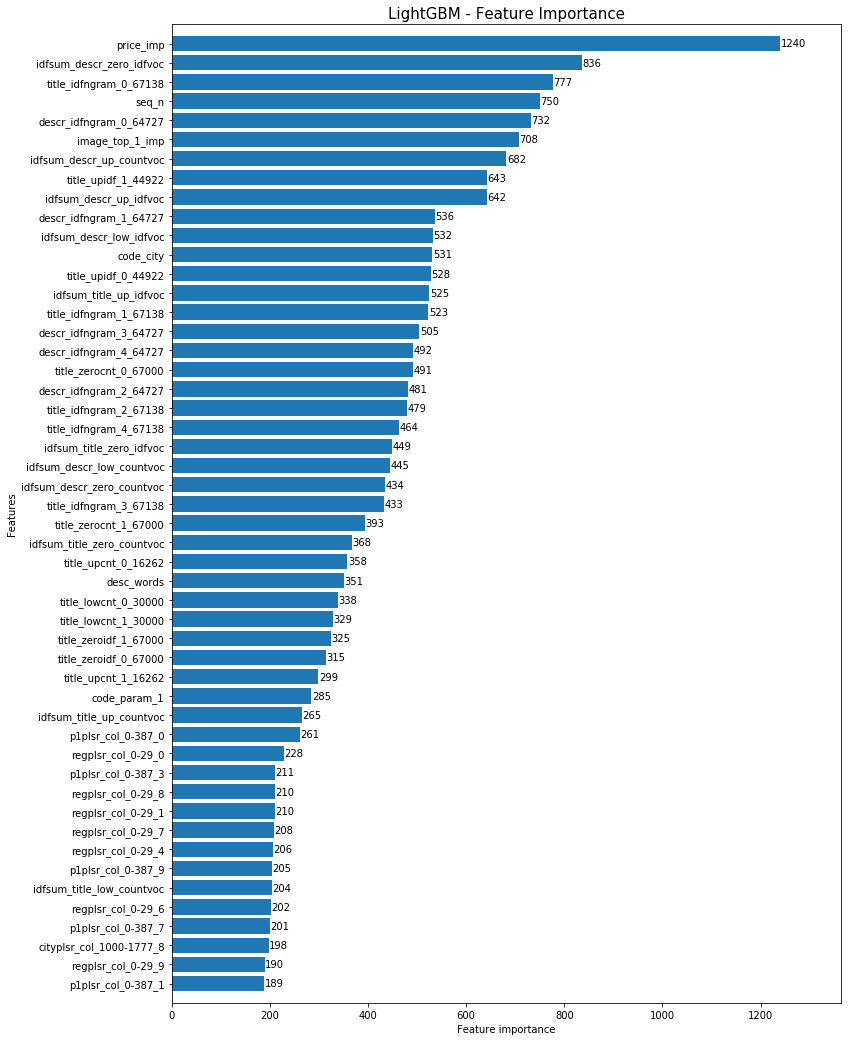 LightGBM - Feature Importance
price_imp 1240
idfsum_descr_zero_idfvoc 836
title_idfngram_0_67138 777
seq_n 750
descr_idfngram_0_64727 732
image_top_1_imp 708
idfsum_descr_up_countvoc 682
title_upidf_1_44922 643
idfsum_descr_up_idfvoc 642
descr_idfngram_1_64727 536
idfsum_descr_low_idfvoc 532
code_city 531
title_upidf_0_44922 528
idfsum_title_up_idfvoc 525
title_idfngram_1_67138 523
descr_idfngram_3_64727 505
descr_idfngram_4_64727 492
title_zerocnt_0_67000 491
descr_idfngram_2_64727 481
title_idfngram_2_67138 479
title_idfngram_4_67138 464
idfsum_title_zero_idfvoc 449
idfsum_descr_low_countvoc 445
idfsum_descr_zero_countvoc 434
title_idfngram_3_67138 433
title_zerocnt_1_67000 393
idfsum_title_zero_countvoc 368
title_upcnt_0_16262 358
desc_words 351
title_lowcnt_0_30000 338
title_lowcnt_1_30000 329
title_zeroidf_1_67000 325
title_zeroidf_0_67000 315
title_upcnt_1_16262 299
code_param_1 285
idfsum_title_up_countvoc 265
p1plsr_col_0-387_0 261
regplsr_col_0-29_0 228
p1plsr_col_0-387_3 211
regplsr_col_0-29_8 210
regplsr_col_0-29_1 210
regplsr_col_0-29_7 208
regplsr_col_0-29_4 206
p1plsr_col_0-387_9 205
idfsum_title_low_countvoc 204
regplsr_col_0-29_6 202
p1plsr_col_0-387_7 201
cityplsr_col_1000-1777_8 198
regplsr_col_0-29_9 190
p1plsr_col_0-387_1 189
Features
0 200 400 600 800 1000 1200
Feature importance